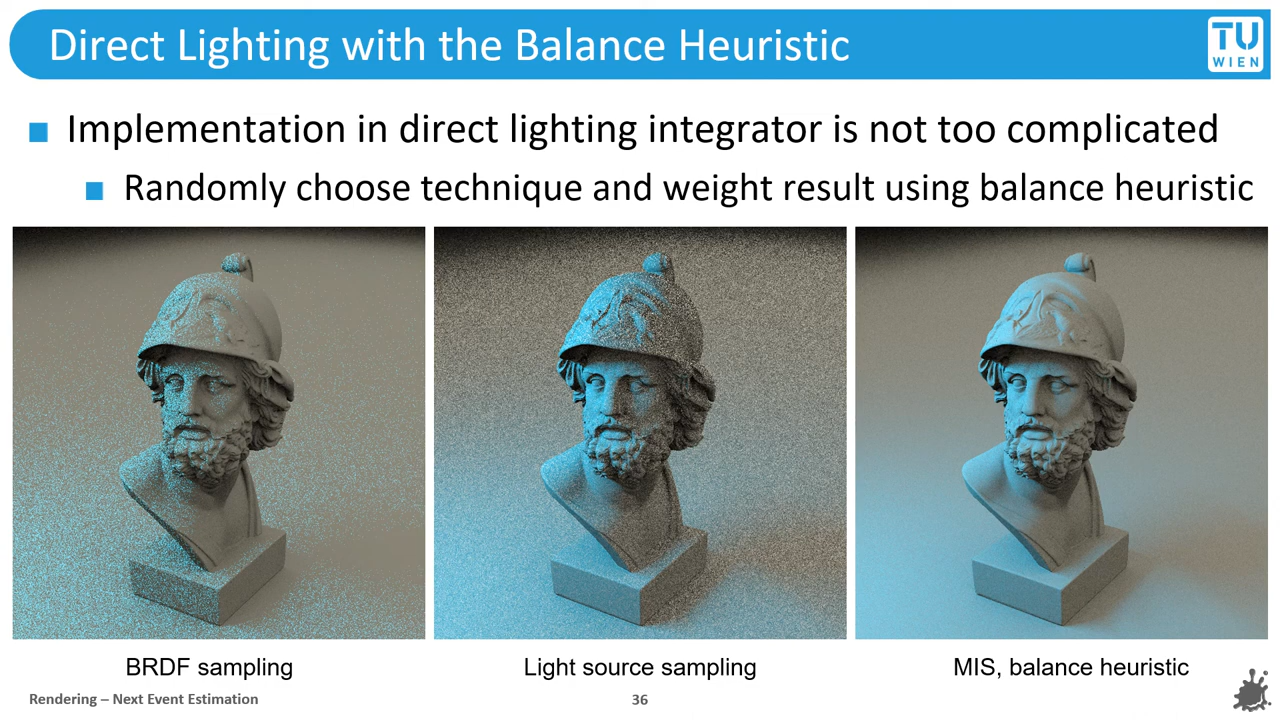 Direct Lighting with the Balance Heuristic
TU
WIEN
Implementation in direct lighting integrator is not too complicated
Randomly choose technique and weight result using balance heuristic
BRDF sampling
Light source sampling
MIS, balance heuristic
Rendering – Next Event Estimation
36